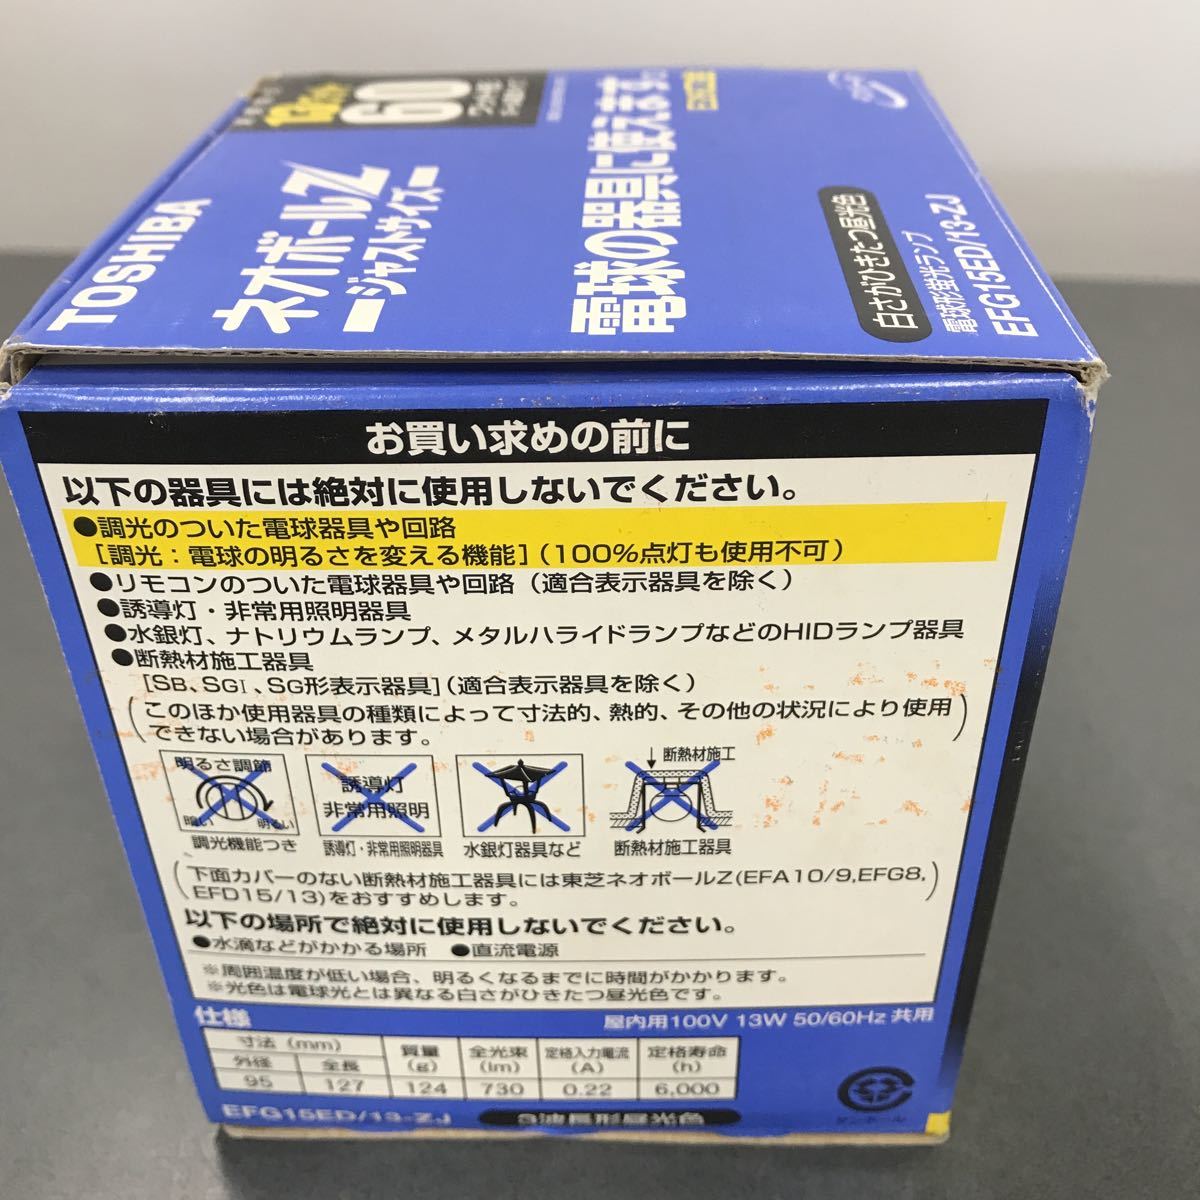 60
TOSHIBA
ネオボールZ
ジャストサイズ
電球の器具に使えます
E26口金
白さがひきたつ昼光色
電球形蛍光ランプ
EFG15ED/13-ZJ
お買い求めの前に
以下の器具には絶対に使用しないでください。
●調光のついた電球器具や回路
[調光:電球の明るさを変える機能](100%点灯も使用不可)
●リモコンのついた電球器具や回路(適合表示器具を除く)
●誘導灯・非常用照明器具
●水銀灯、ナトリウムランプ、メタルハライドランプなどのHIDランプ器具
●断熱材施工器具
[SB、SGI、SG形表示器具](適合表示器具を除く)
(このほか使用器具の種類によって寸法的、熱的、その他の状況により使用
できない場合があります。)
明るさ調節
暗い 明るい
調光機能つき
誘導灯
非常用照明
誘導灯・非常用照明器具
水銀灯器具など
断熱材施工
断熱材施工器具
(下面カバーのない断熱材施工器具には東芝ネオボールZ(EFA10/9,EFG8,
EFD15/13)をおすすめします。)
以下の場所で絶対に使用しないでください。
●水滴などがかかる場所 ●直流電源
※周囲温度が低い場合、明るくなるまでに時間がかかります。
※光色は電球光とは異なる白さがひきたつ昼光色です。
仕様 屋内用100V 13W 50/60Hz 共用
寸法(mm) 質量(g) 全光束(lm) 定格入力電流(A) 定格寿命(h)
外径 全長
95 127 124 730 0.22 6,000
EFG15ED/13-ZJ 3波長形昼光色
ダンボール